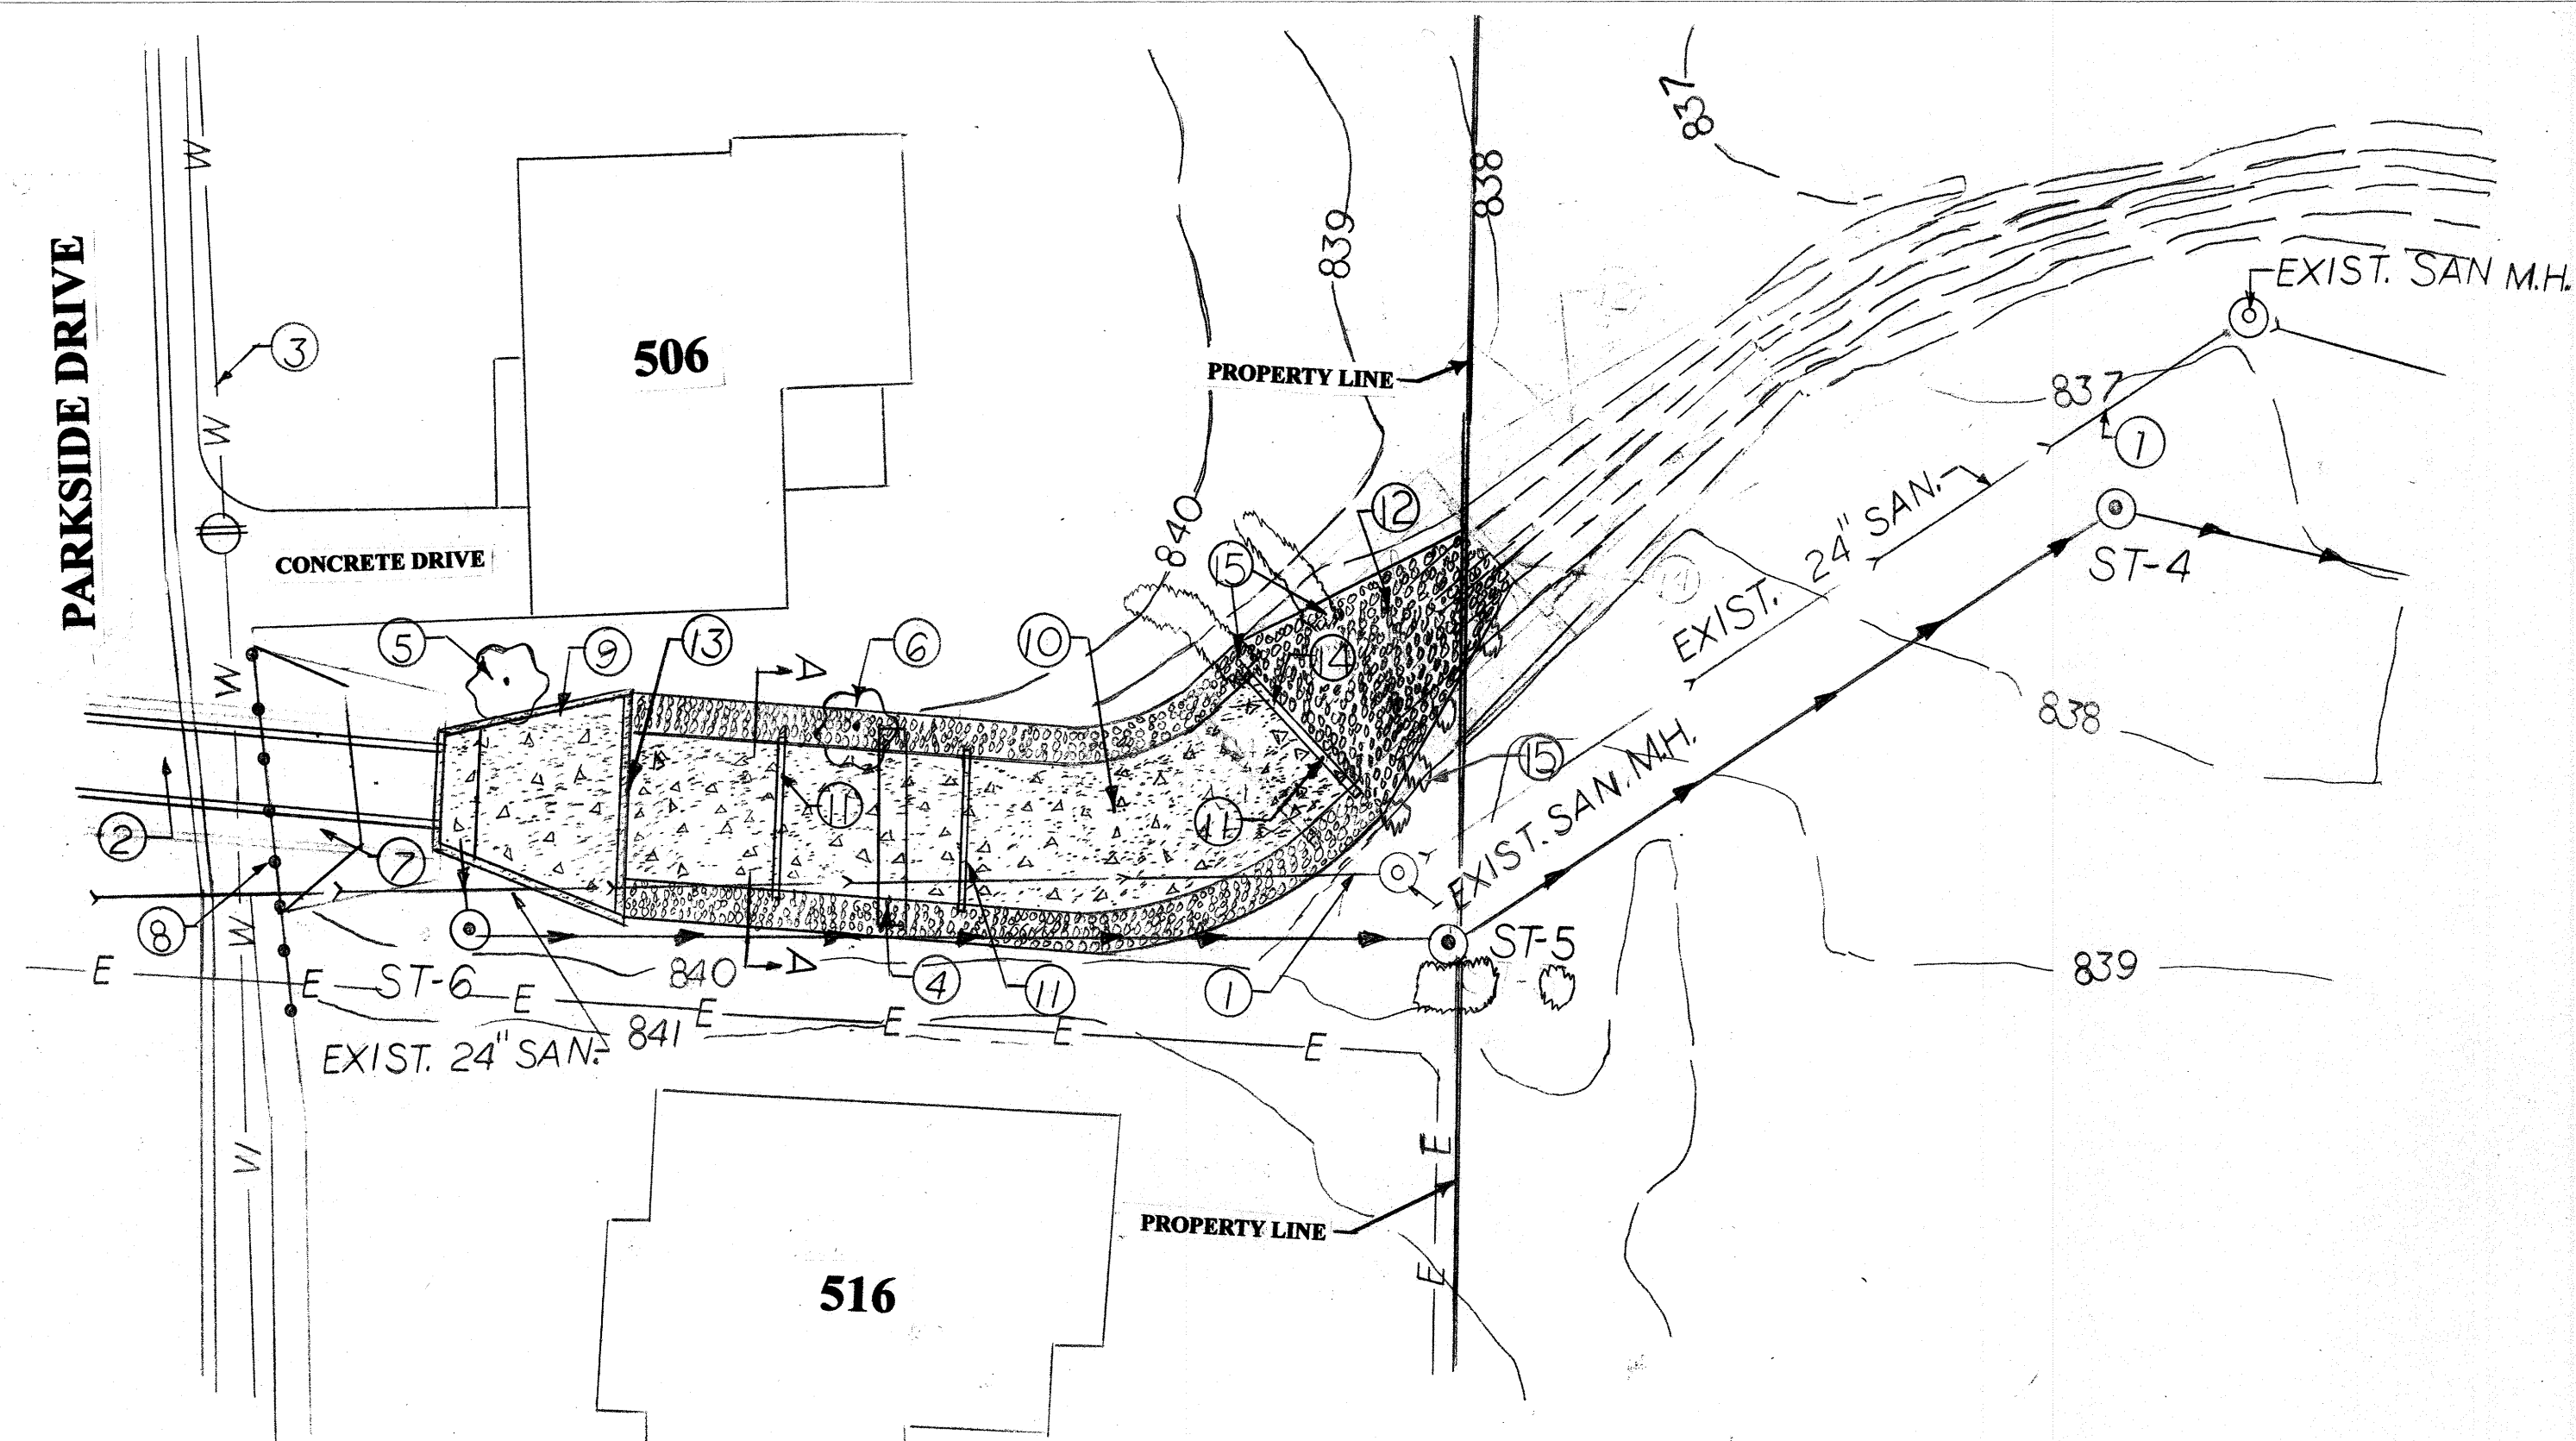 PARKSIDE DRIVE
W
837
838
839
W
EXIST. SAN M.H.
3
506
PROPERTY LINE
837
1
W
12
24" SAN.
840
15
CONCRETE DRIVE
ST-4
EXIST.
5
9
13
D
6
10
14
W
838
15
11
11
2
7
EXIST. SAN. M.H.
8
W
ST-5
839
E
E
ST-6
E
840
D
4
11
1
E
E
E
E
841
EXIST. 24" SAN.
W
E
PROPERTY LINE
E
516